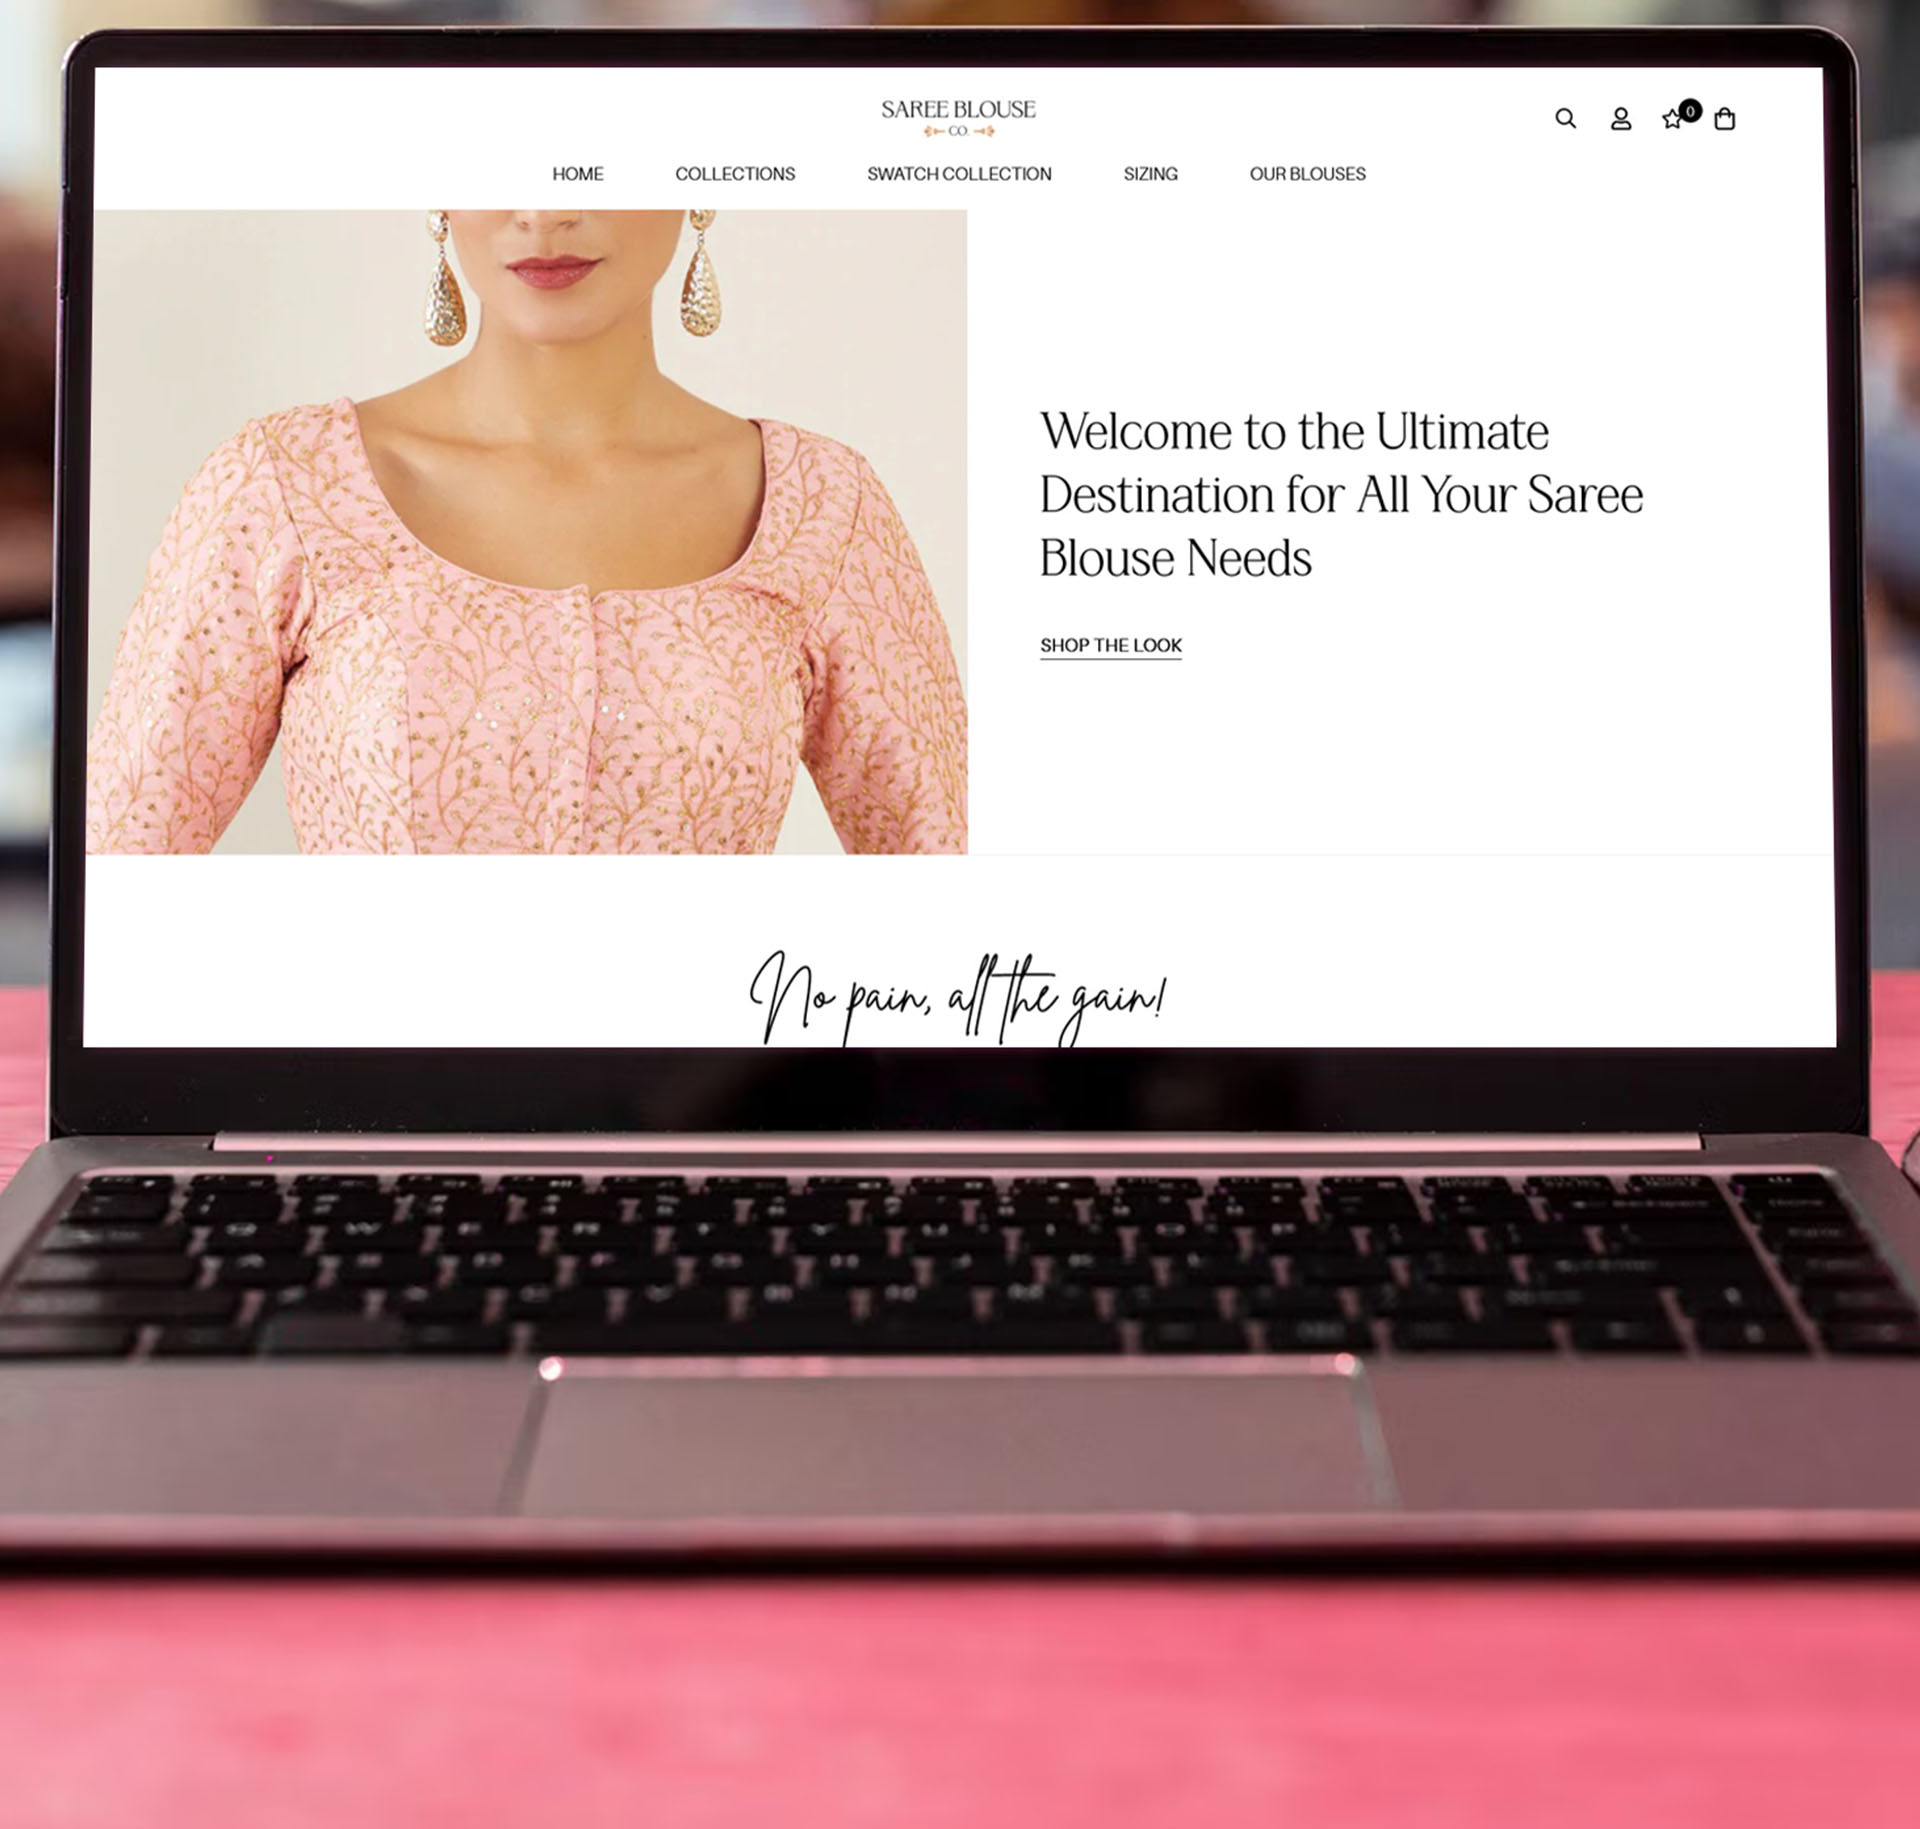 SAREE BLOUSE
CO.
0
HOME COLLECTIONS SWATCH COLLECTION SIZING OUR BLOUSES
Welcome to the Ultimate
Destination for All Your Saree
Blouse Needs
SHOP THE LOOK
No pain, all the gain!